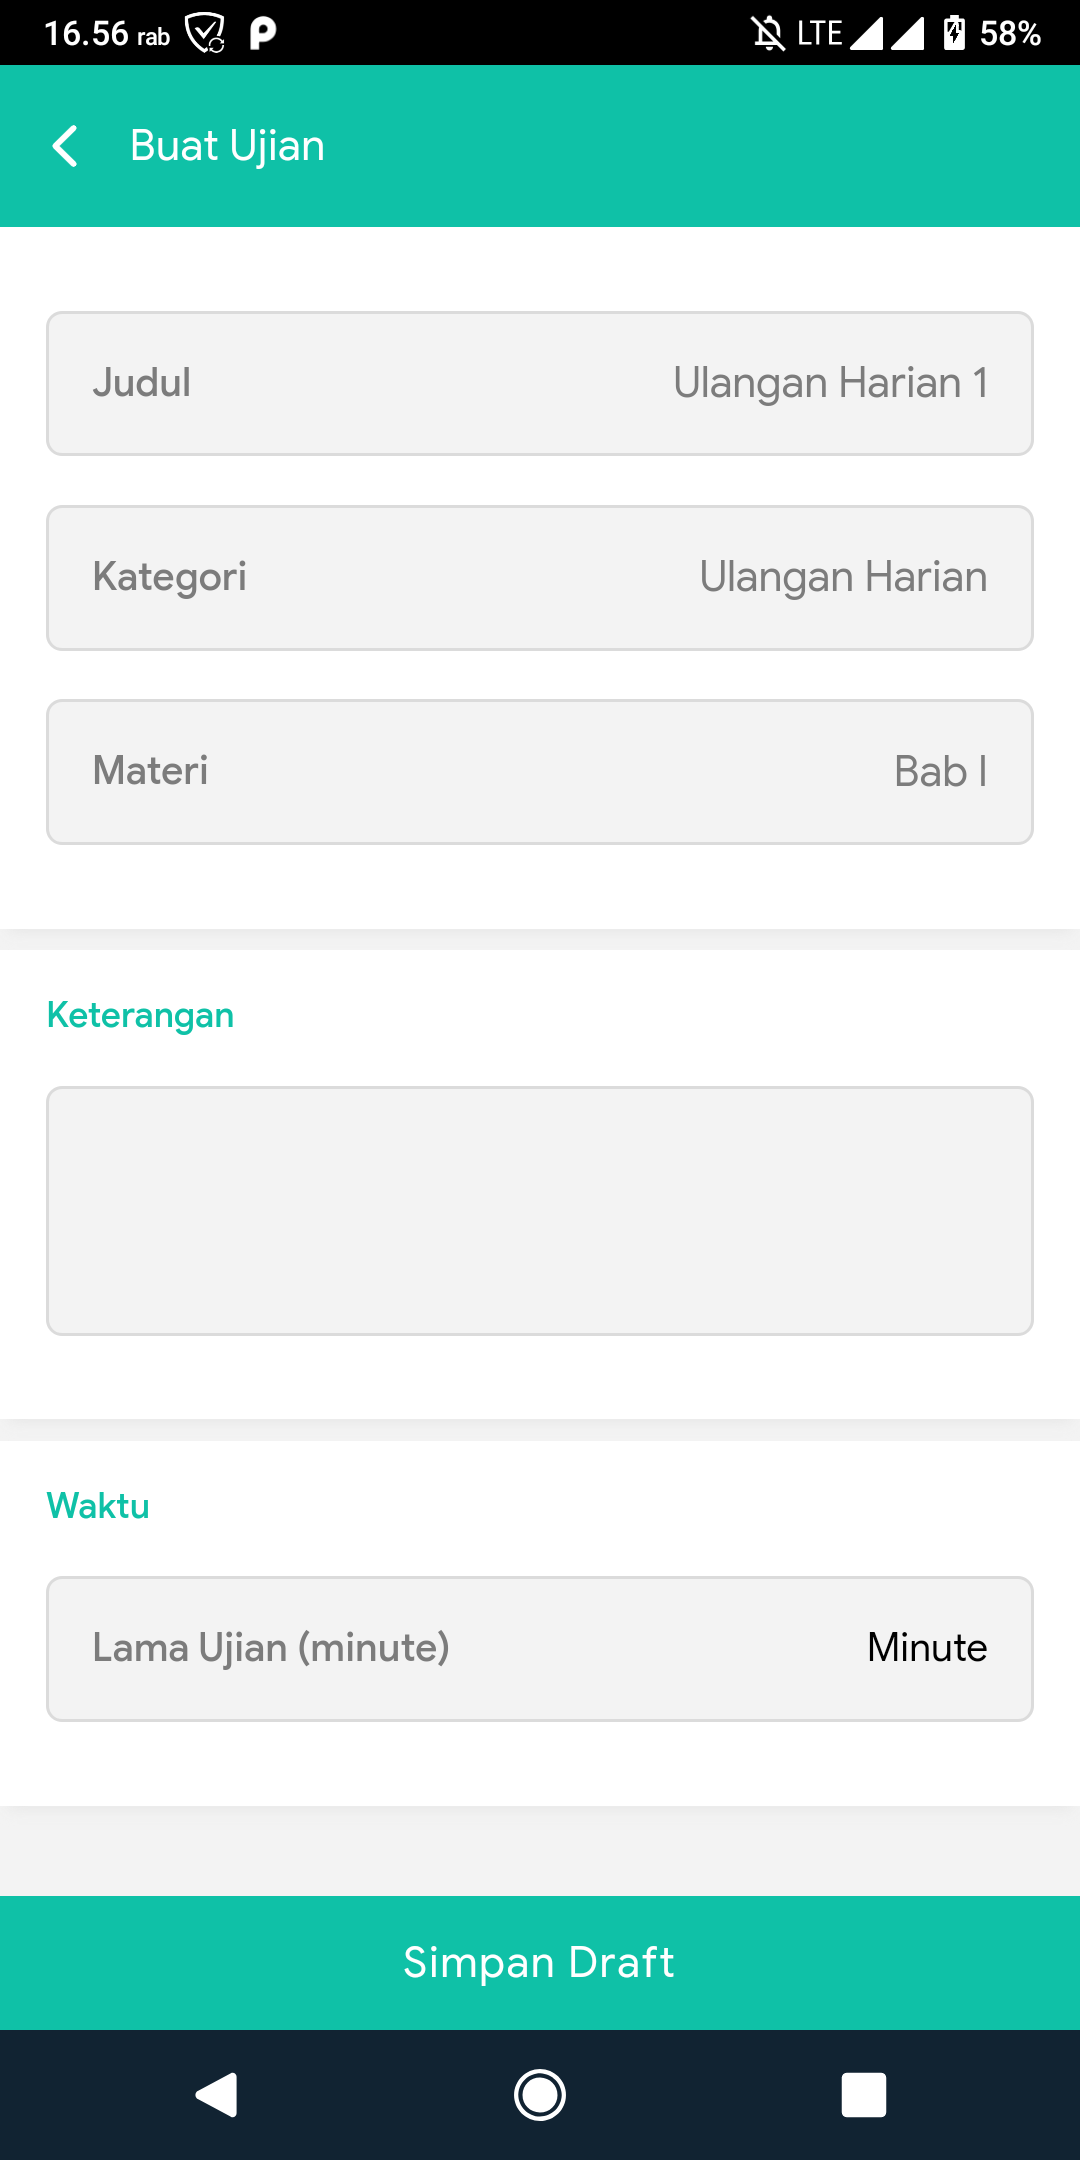 16.56 rab LTE 58%
Buat Ujian
Judul Ulangan Harian 1
Kategori Ulangan Harian
Materi Bab I
Keterangan
Waktu
Lama Ujian (minute) Minute
Simpan Draft